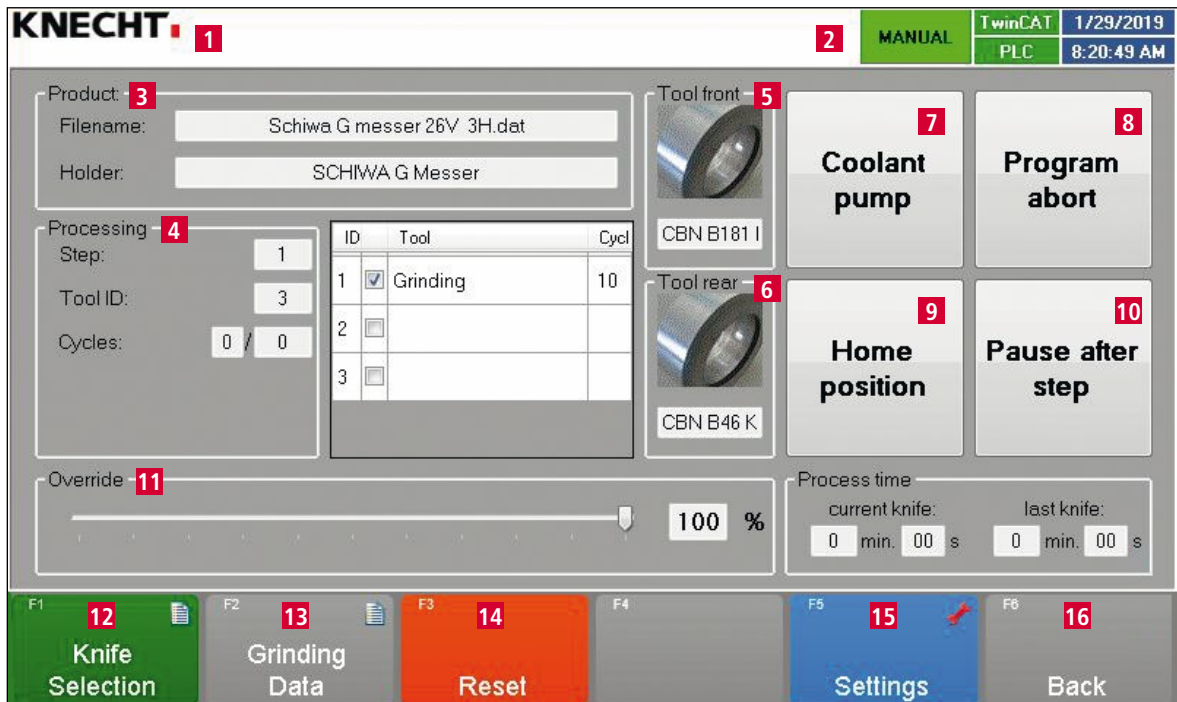 KNECHT
1
2
MANUAL
TwinCAT 1/29/2019
PLC 8:20:49 AM
Product: 3
Filename: Schiwa G messer 26V 3H.dat
Holder: SCHIWA G Messer
Processing 4
Step: 1
Tool ID: 3
Cycles: 0 / 0
ID Tool Cycl
1 Grinding 10
2
3
Tool front 5
CBN B181 I
Tool rear 6
CBN B46 K
7
Coolant
pump
8
Program
abort
9
Home
position
10
Pause after
step
Override 11
100 %
Process time
current knife: last knife:
0 min. 00 s 0 min. 00 s
F1 12
Knife
Selection
F2 13
Grinding
Data
F3 14
Reset
F4
F5 15
Settings
F6 16
Back